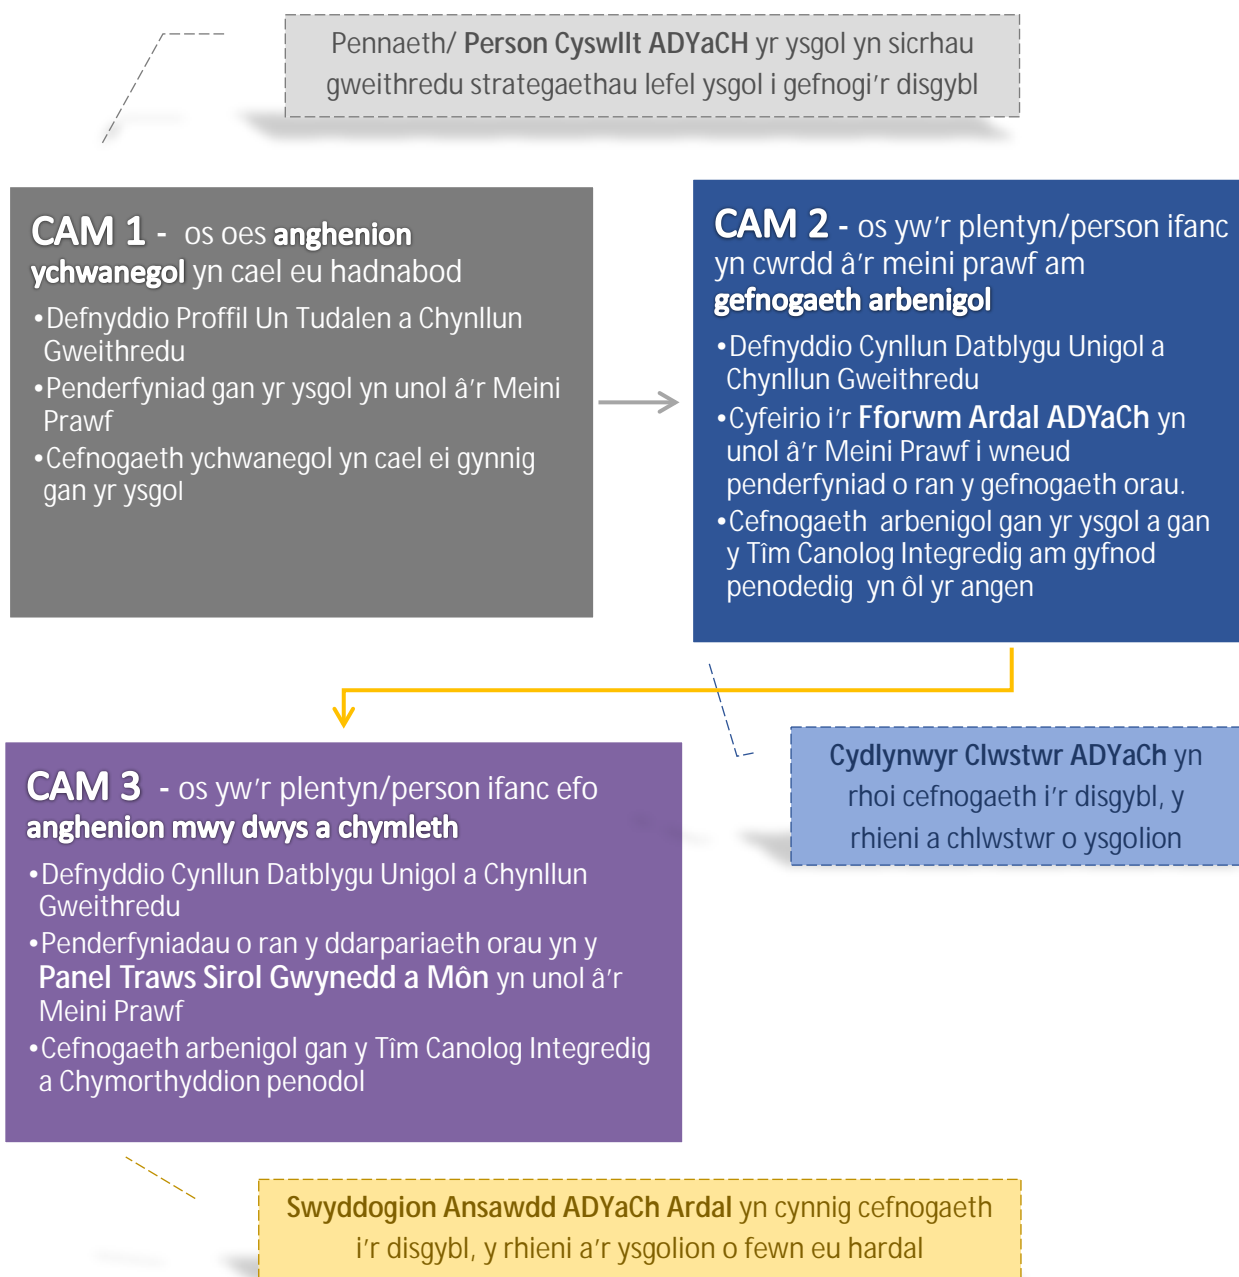 Pennaeth/ Person Cyswllt ADYaCH yr ysgol yn sicrhau
gweithredu strategaethau lefel ysgol i gefnogi'r disgybl
CAM 1 - os oes anghenion
ychwanegol yn cael eu hadnabod
•Defnyddio Proffil Un Tudalen a Chynllun
Gweithredu
•Penderfyniad gan yr ysgol yn unol â'r Meini
Prawf
•Cefnogaeth ychwanegol yn cael ei gynnig
gan yr ysgol
CAM 2 - os yw'r plentyn/person ifanc
yn cwrdd â'r meini prawf am
gefnogaeth arbenigol
•Defnyddio Cynllun Datblygu Unigol a
Chynllun Gweithredu
•Cyfeirio i'r Fforwm Ardal ADYaCh yn
unol â'r Meini Prawf i wneud
penderfyniad o ran y gefnogaeth orau.
•Cefnogaeth arbenigol gan yr ysgol a gan
y Tîm Canolog Integredig am gyfnod
penodedig yn ôl yr angen
Cydlynwyr Clwstwr ADYaCh yn
rhoi cefnogaeth i'r disgybl, y
rhieni a chlwstwr o ysgolion
CAM 3 - os yw'r plentyn/person ifanc efo
anghenion mwy dwys a chymleth
•Defnyddio Cynllun Datblygu Unigol a Chynllun
Gweithredu
•Penderfyniadau o ran y ddarpariaeth orau yn y
Panel Traws Sirol Gwynedd a Môn yn unol â'r
Meini Prawf
•Cefnogaeth arbenigol gan y Tîm Canolog Integredig
a Chymorthyddion penodol
Swyddogion Ansawdd ADYaCh Ardal yn cynnig cefnogaeth
i'r disgybl, y rhieni a'r ysgolion o fewn eu hardal